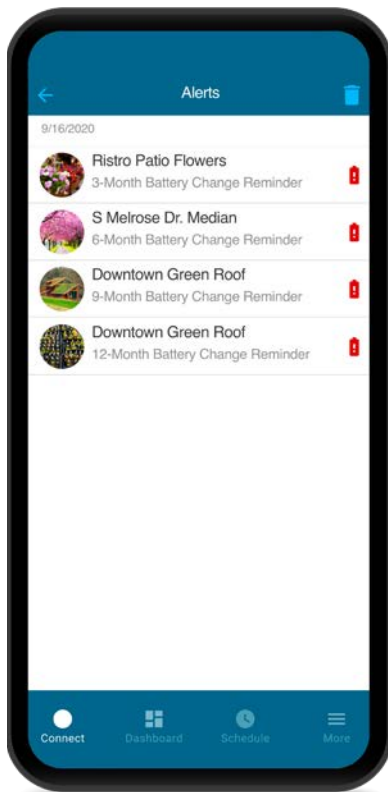 Alerts
9/16/2020
Ristro Patio Flowers
3-Month Battery Change Reminder
S Melrose Dr. Median
6-Month Battery Change Reminder
Downtown Green Roof
9-Month Battery Change Reminder
Downtown Green Roof
12-Month Battery Change Reminder
Connect
Dashboard
Schedule
More